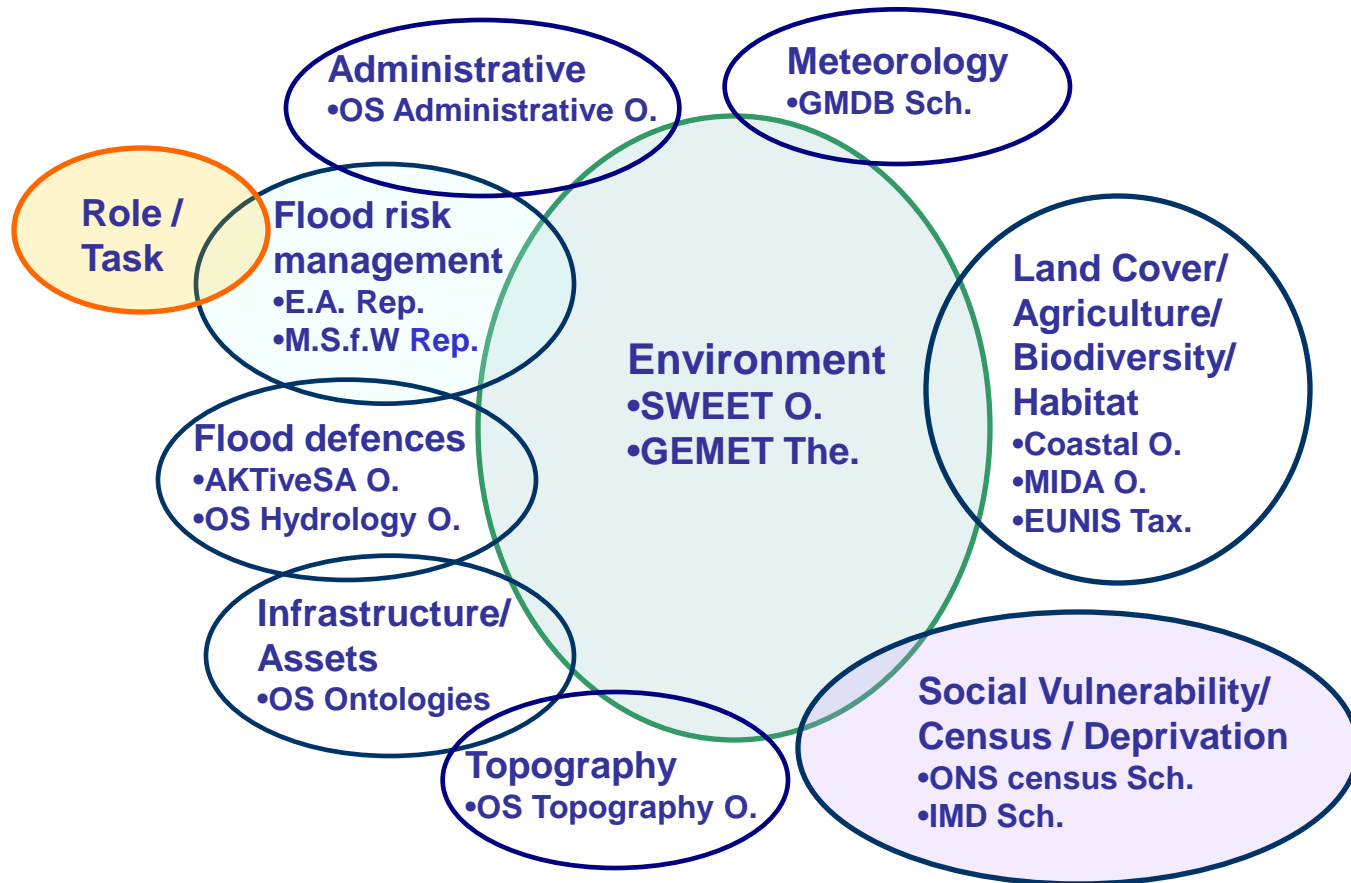 Administrative
•OS Administrative O.
Meteorology
•GMDB Sch.
Role /
Task
Flood risk
management
•E.A. Rep.
•M.S.f.W Rep.
Environment
•SWEET O.
•GEMET The.
Land Cover/
Agriculture/
Biodiversity/
Habitat
•Coastal O.
•MIDA O.
•EUNIS Tax.
Flood defences
•AKTiveSA O.
•OS Hydrology O.
Infrastructure/
Assets
•OS Ontologies
Social Vulnerability/
Census / Deprivation
•ONS census Sch.
•IMD Sch.
Topography
•OS Topography O.